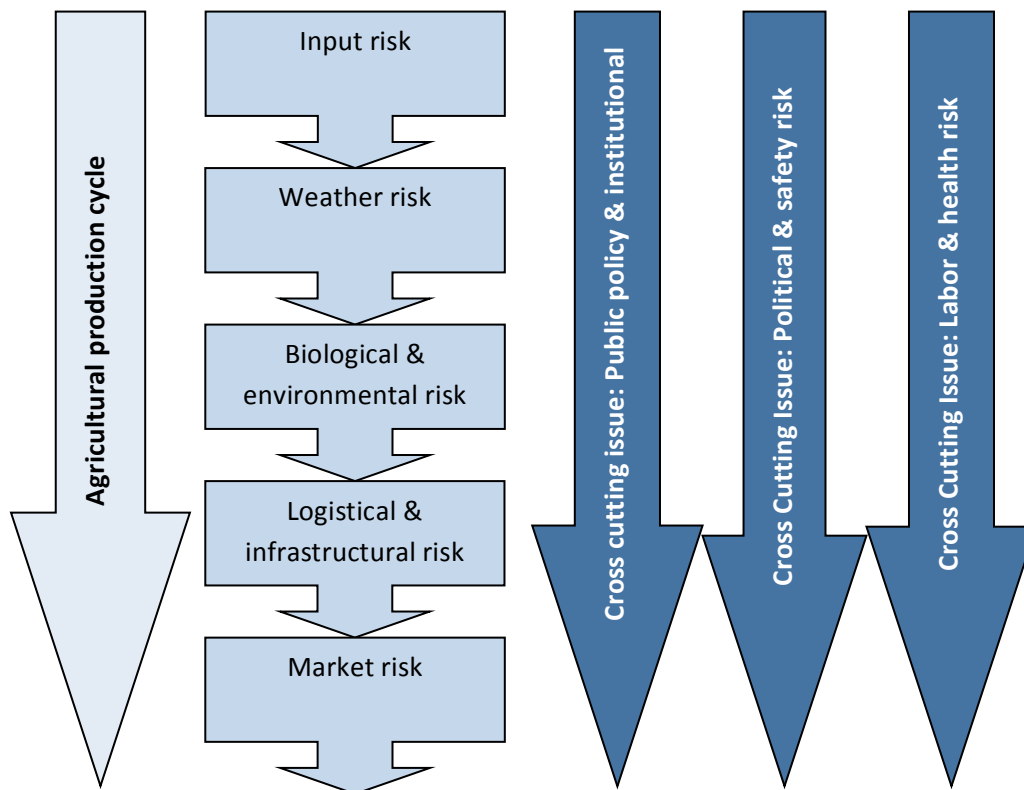 Agricultural production cycle
Input risk
Weather risk
Biological &
environmental risk
Logistical &
infrastructural risk
Market risk
Cross cutting issue: Public policy & institutional
Cross Cutting Issue: Political & safety risk
Cross Cutting Issue: Labor & health risk